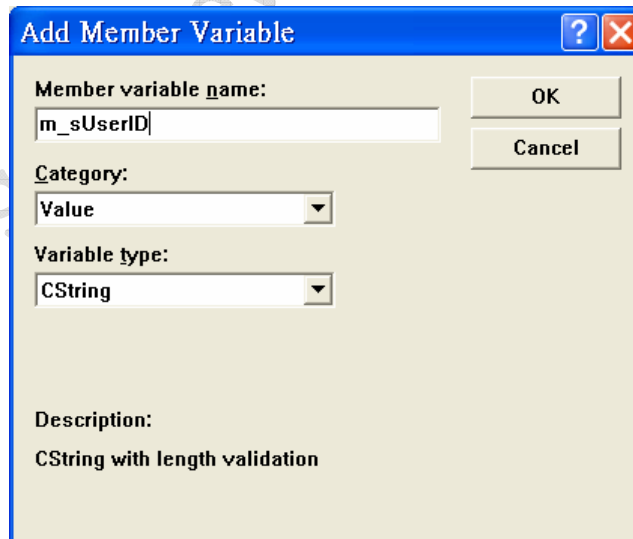 Add Member Variable
Member variable name:
m_sUserID
OK
Cancel
Category:
Value
Variable type:
CString
Description:
CString with length validation